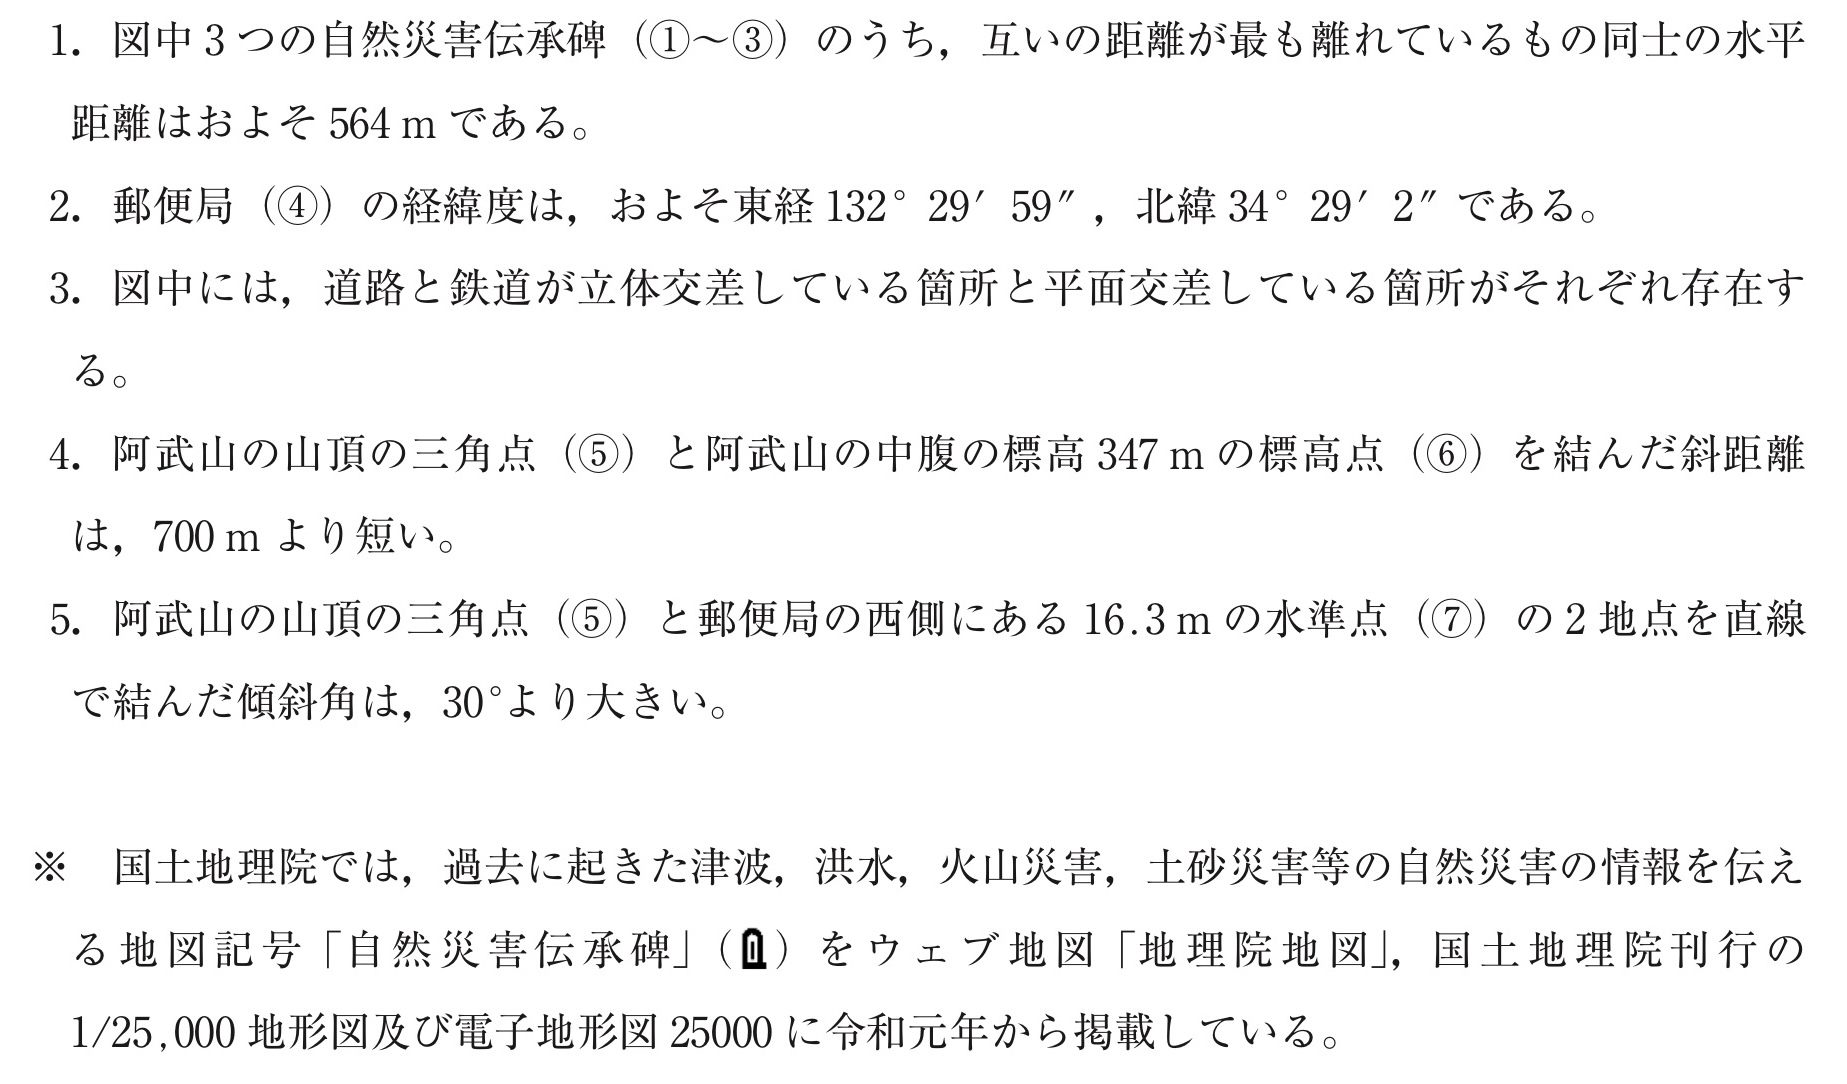 1. 図中3つの自然災害伝承碑（①～③）のうち，互いの距離が最も離れているもの同士の水平
距離はおよそ564 mである。
2. 郵便局（④）の経緯度は，およそ東経132° 29′ 59″，北緯34° 29′ 2″である。
3. 図中には，道路と鉄道が立体交差している箇所と平面交差している箇所がそれぞれ存在す
る。
4. 阿武山の山頂の三角点（⑤）と阿武山の中腹の標高347 mの標高点（⑥）を結んだ斜距離
は，700 mより短い。
5. 阿武山の山頂の三角点（⑤）と郵便局の西側にある16.3 mの水準点（⑦）の2地点を直線
で結んだ傾斜角は，30°より大きい。
※　国土地理院では，過去に起きた津波，洪水，火山災害，土砂災害等の自然災害の情報を伝え
る地図記号「自然災害伝承碑」（）をウェブ地図「地理院地図」，国土地理院刊行の
1/25,000地形図及び電子地形図25000に令和元年から掲載している。